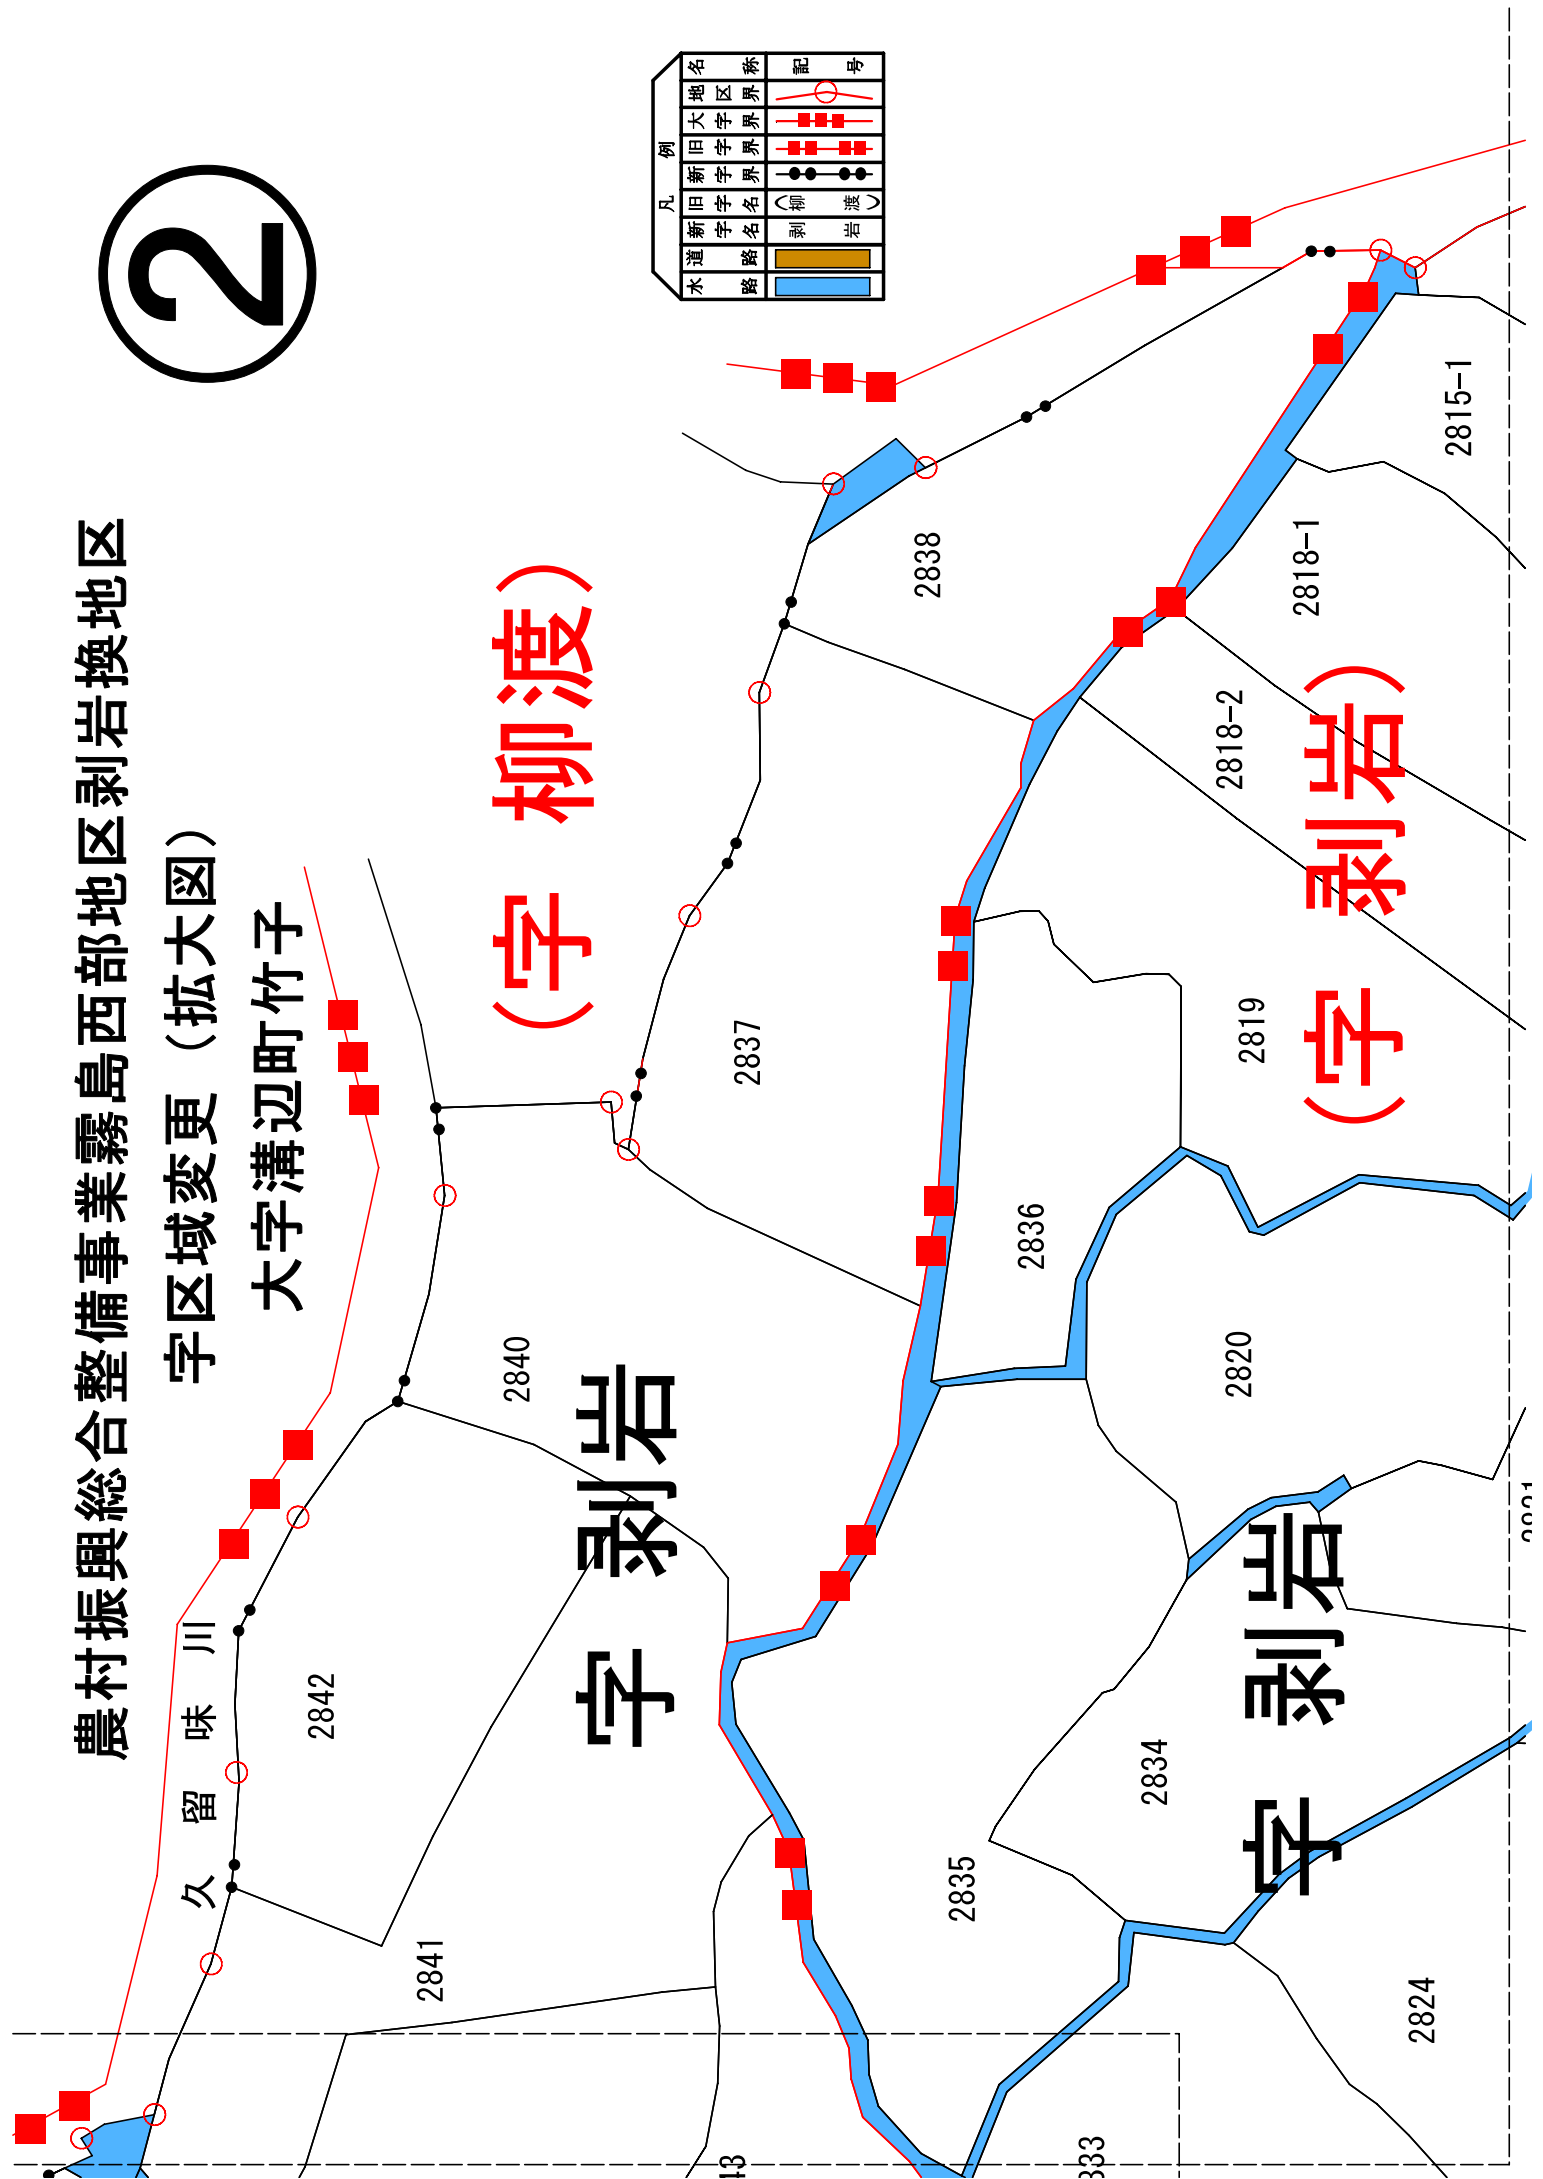 ②
農村振興総合整備事業霧島西部地区剥岩換地区
字区域変更（拡大図）
大字溝辺町竹子
凡例
名称 記号
地区界
大字界
旧字界
新字界
旧字名 （柳渡）
新字名 剥岩
道路
水路
（字 柳渡）
（字 剥岩）
字 剥岩
字 剥岩
久留味川
2838
2815-1
2818-1
2818-2
2837
2819
2836
2840
2820
2842
2834
2835
2841
2824